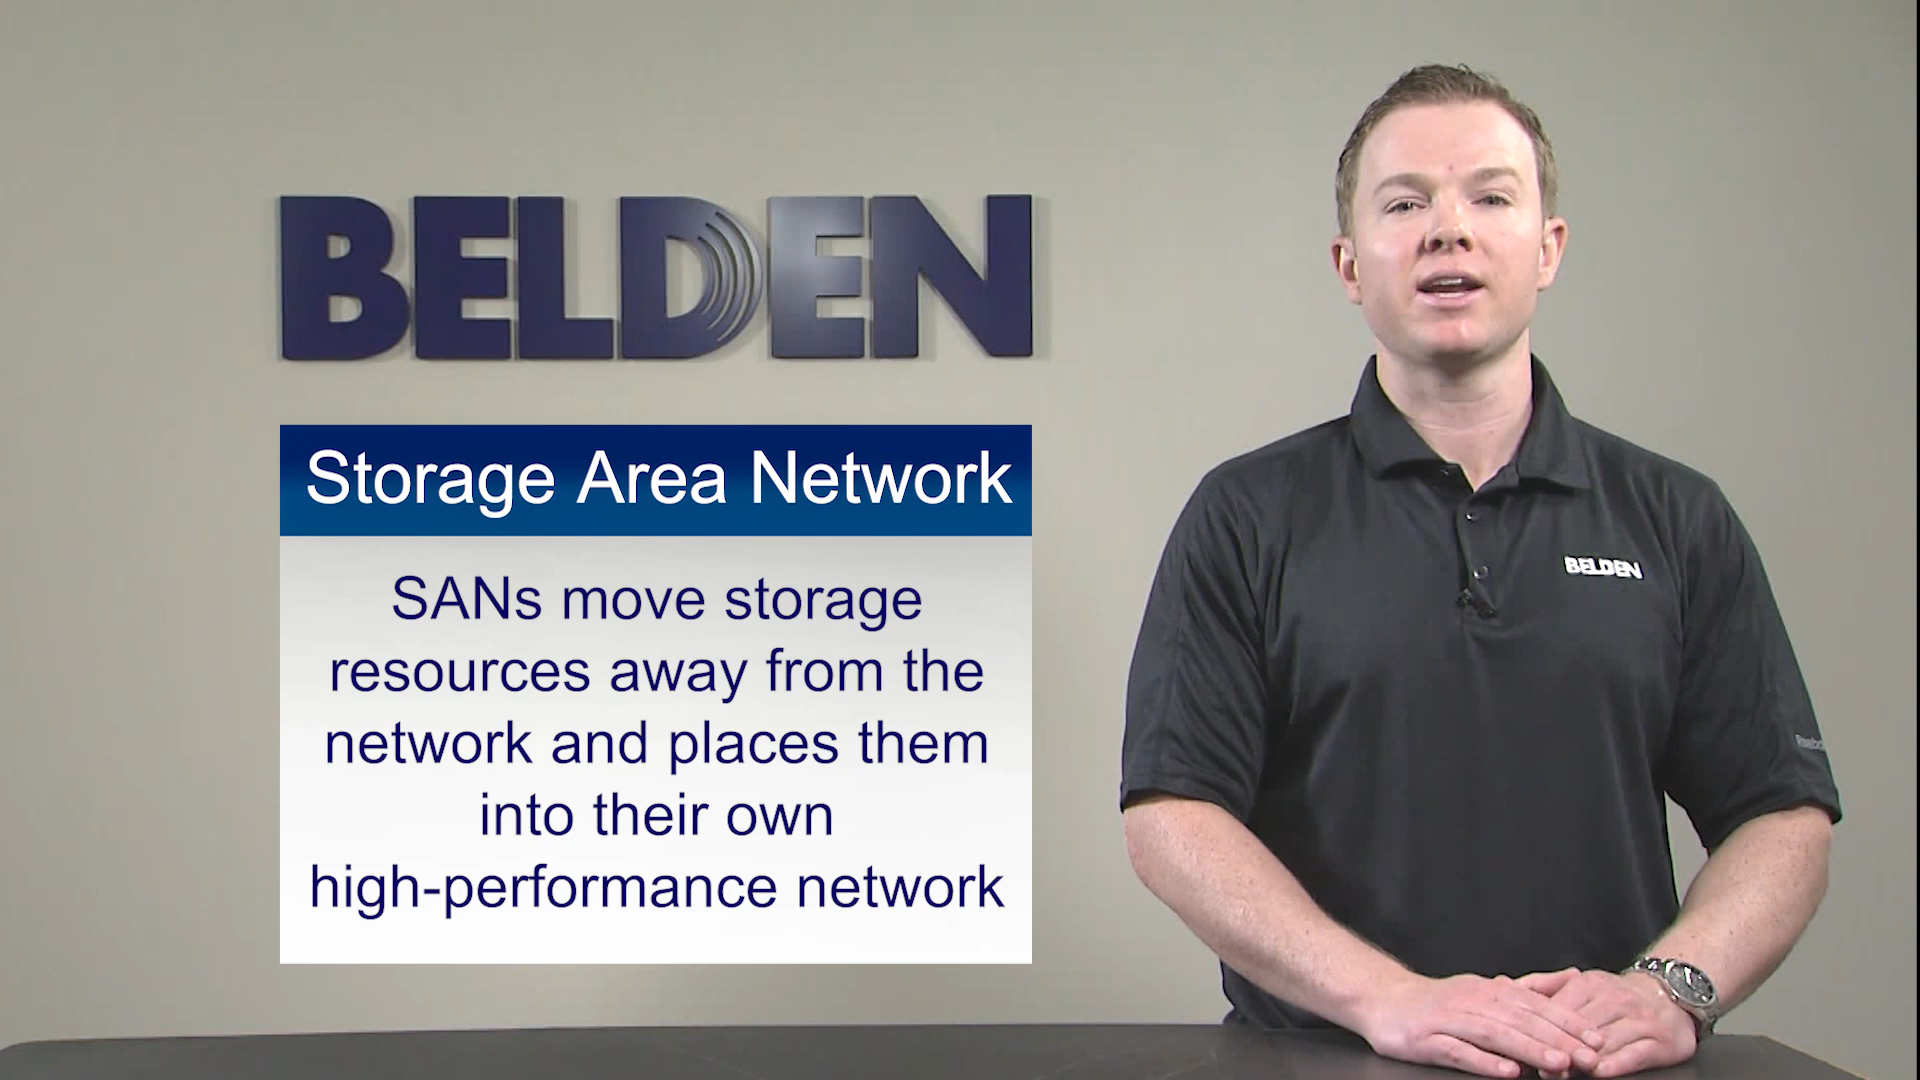 BELDEN
Storage Area Network
SANs move storage
resources away from the
network and places them
into their own
high-performance network
BELDEN